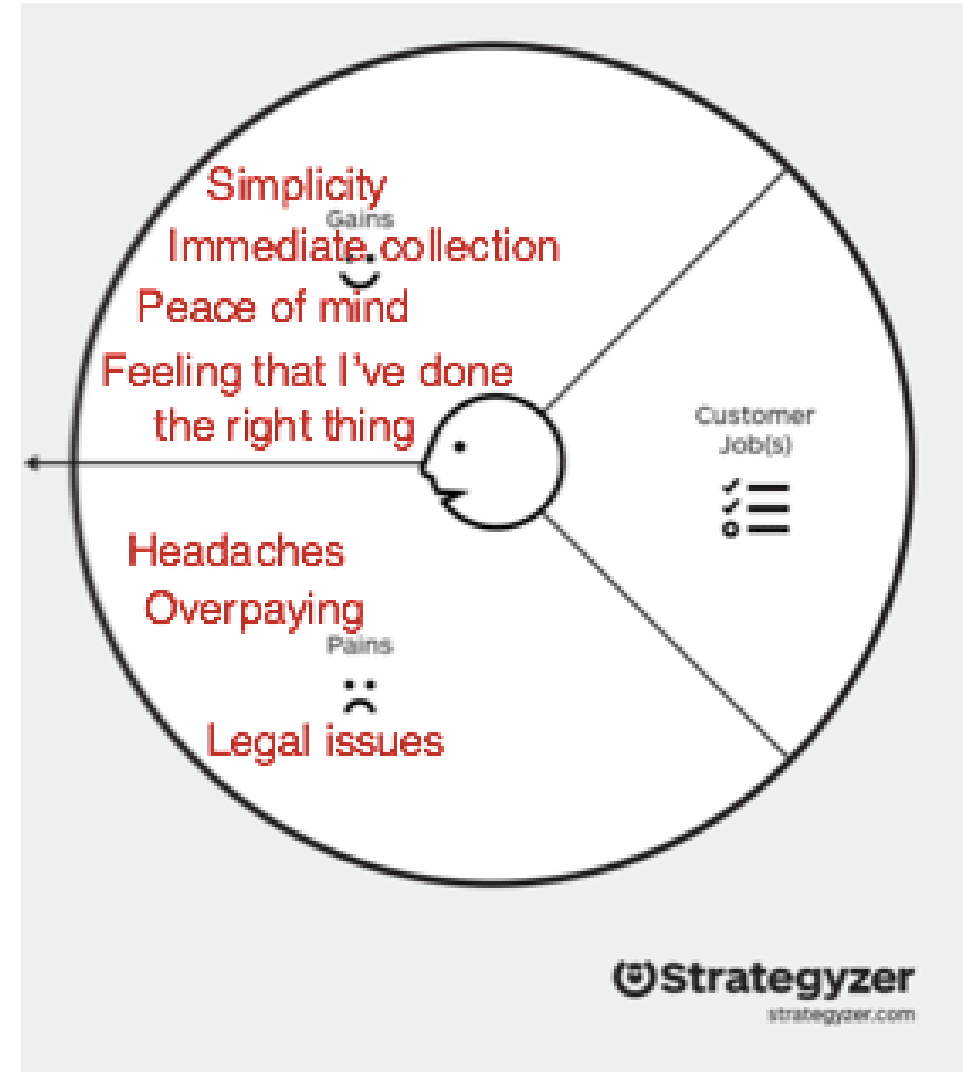 Simplicity
Gains
Immediate collection
Peace of mind
Feeling that I've done
the right thing
Customer
Job(s)
Headaches
Overpaying
Pains
Legal issues
Strategyzer
strategyzer.com